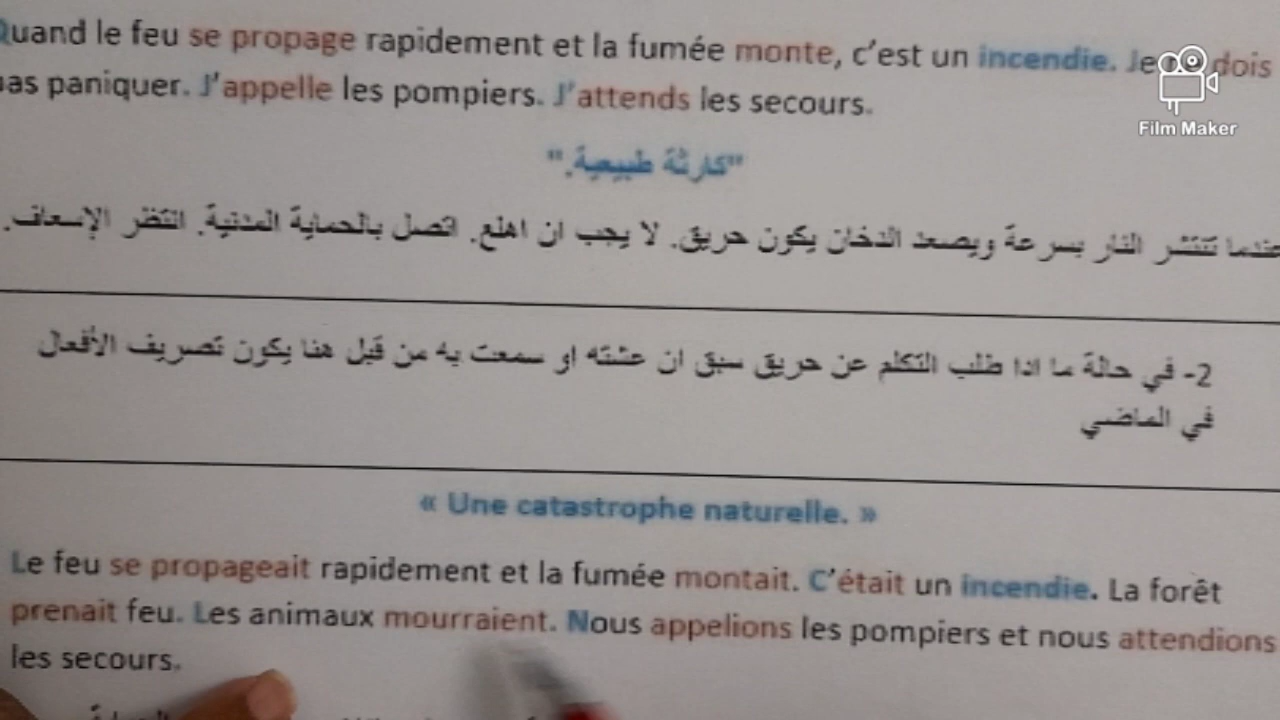 Quand le feu se propage rapidement et la fumée monte, c'est un incendie. Je dois
pas paniquer. J'appelle les pompiers. J'attends les secours.
Film Maker
"كارثة طبيعية."
عندما تنتشر النار بسرعة ويصعد الدخان يكون حريق. لا يجب ان اهلع. اتصل بالحماية المدنية. انتظر الإسعاف.
2- في حالة ما اذا طلب التكلم عن حريق سبق ان عشته او سمعت به من قبل هنا يكون تصريف الأفعال
في الماضي
« Une catastrophe naturelle. »
Le feu se propageait rapidement et la fumée montait. C'était un incendie. La forêt
prenait feu. Les animaux mourraient. Nous appelions les pompiers et nous attendions
les secours.